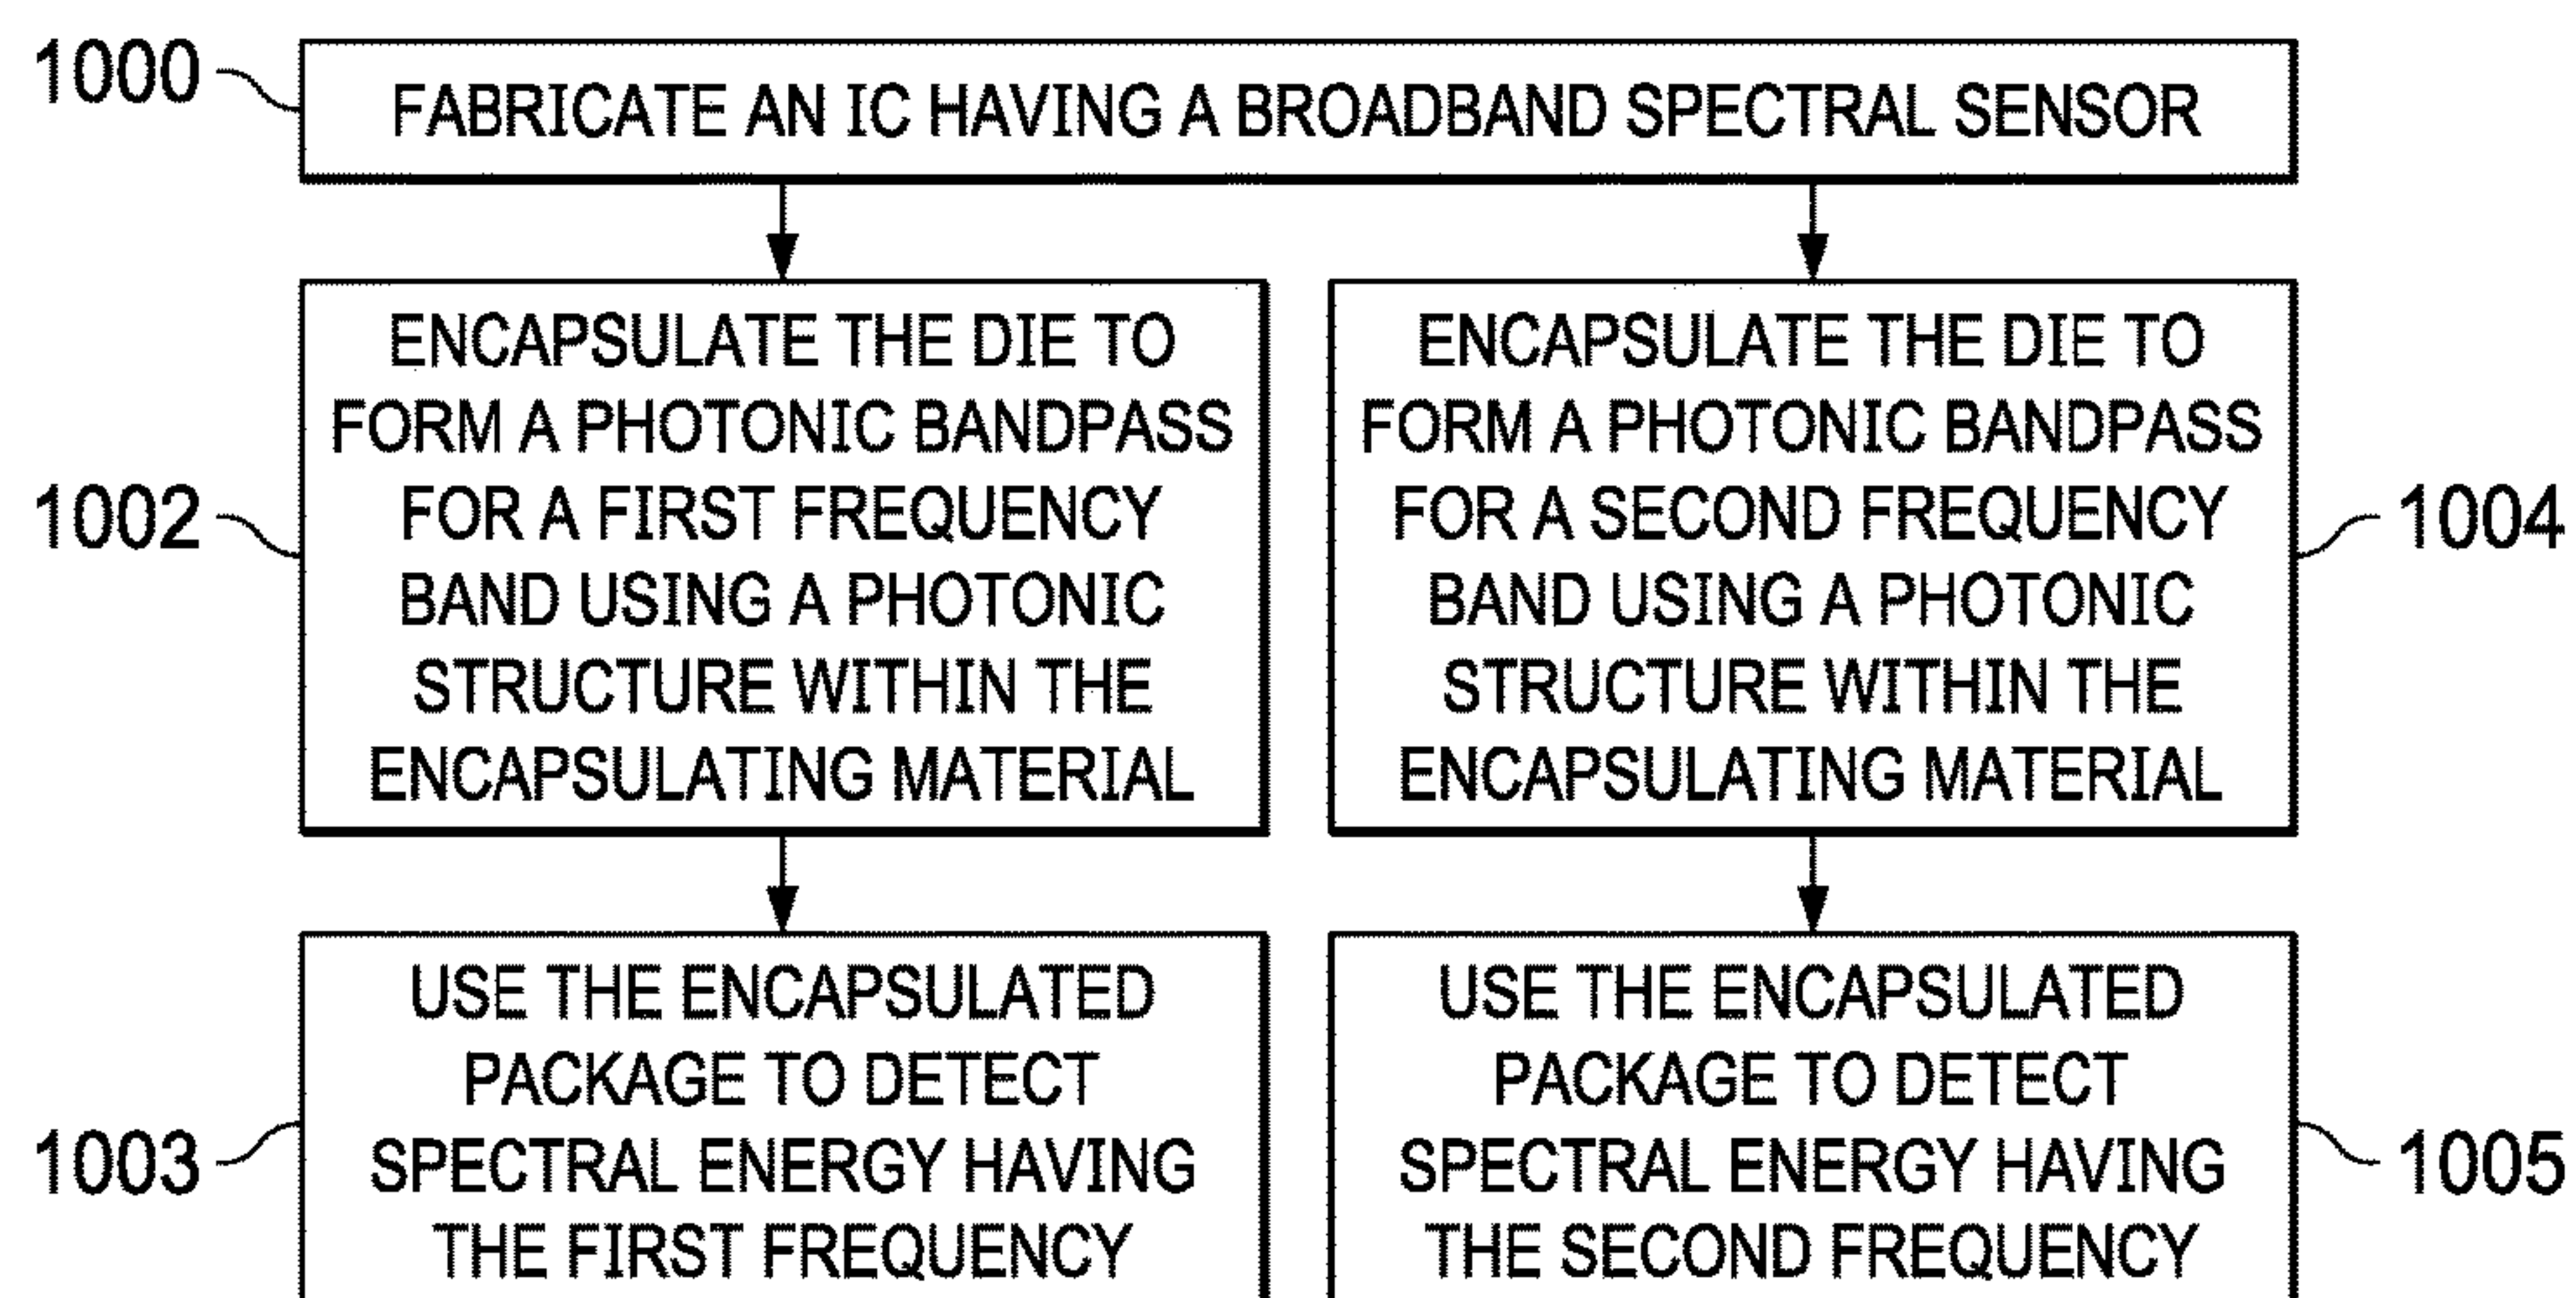 1000
FABRICATE AN IC HAVING A BROADBAND SPECTRAL SENSOR
1002
ENCAPSULATE THE DIE TO
FORM A PHOTONIC BANDPASS
FOR A FIRST FREQUENCY
BAND USING A PHOTONIC
STRUCTURE WITHIN THE
ENCAPSULATING MATERIAL
ENCAPSULATE THE DIE TO
FORM A PHOTONIC BANDPASS
FOR A SECOND FREQUENCY
BAND USING A PHOTONIC
STRUCTURE WITHIN THE
ENCAPSULATING MATERIAL
1004
1003
USE THE ENCAPSULATED
PACKAGE TO DETECT
SPECTRAL ENERGY HAVING
THE FIRST FREQUENCY
USE THE ENCAPSULATED
PACKAGE TO DETECT
SPECTRAL ENERGY HAVING
THE SECOND FREQUENCY
1005